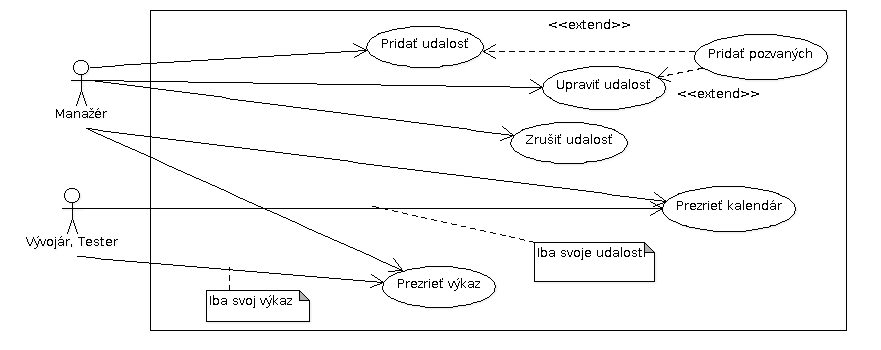 <<extend>>
Pridať udalosť
Pridať pozvaných
Upraviť udalosť
<<extend>>
Manažér
Zrušiť udalosť
Prezrieť kalendár
Vývojár, Tester
Iba svoje udalosti
Prezrieť výkaz
Iba svoj výkaz